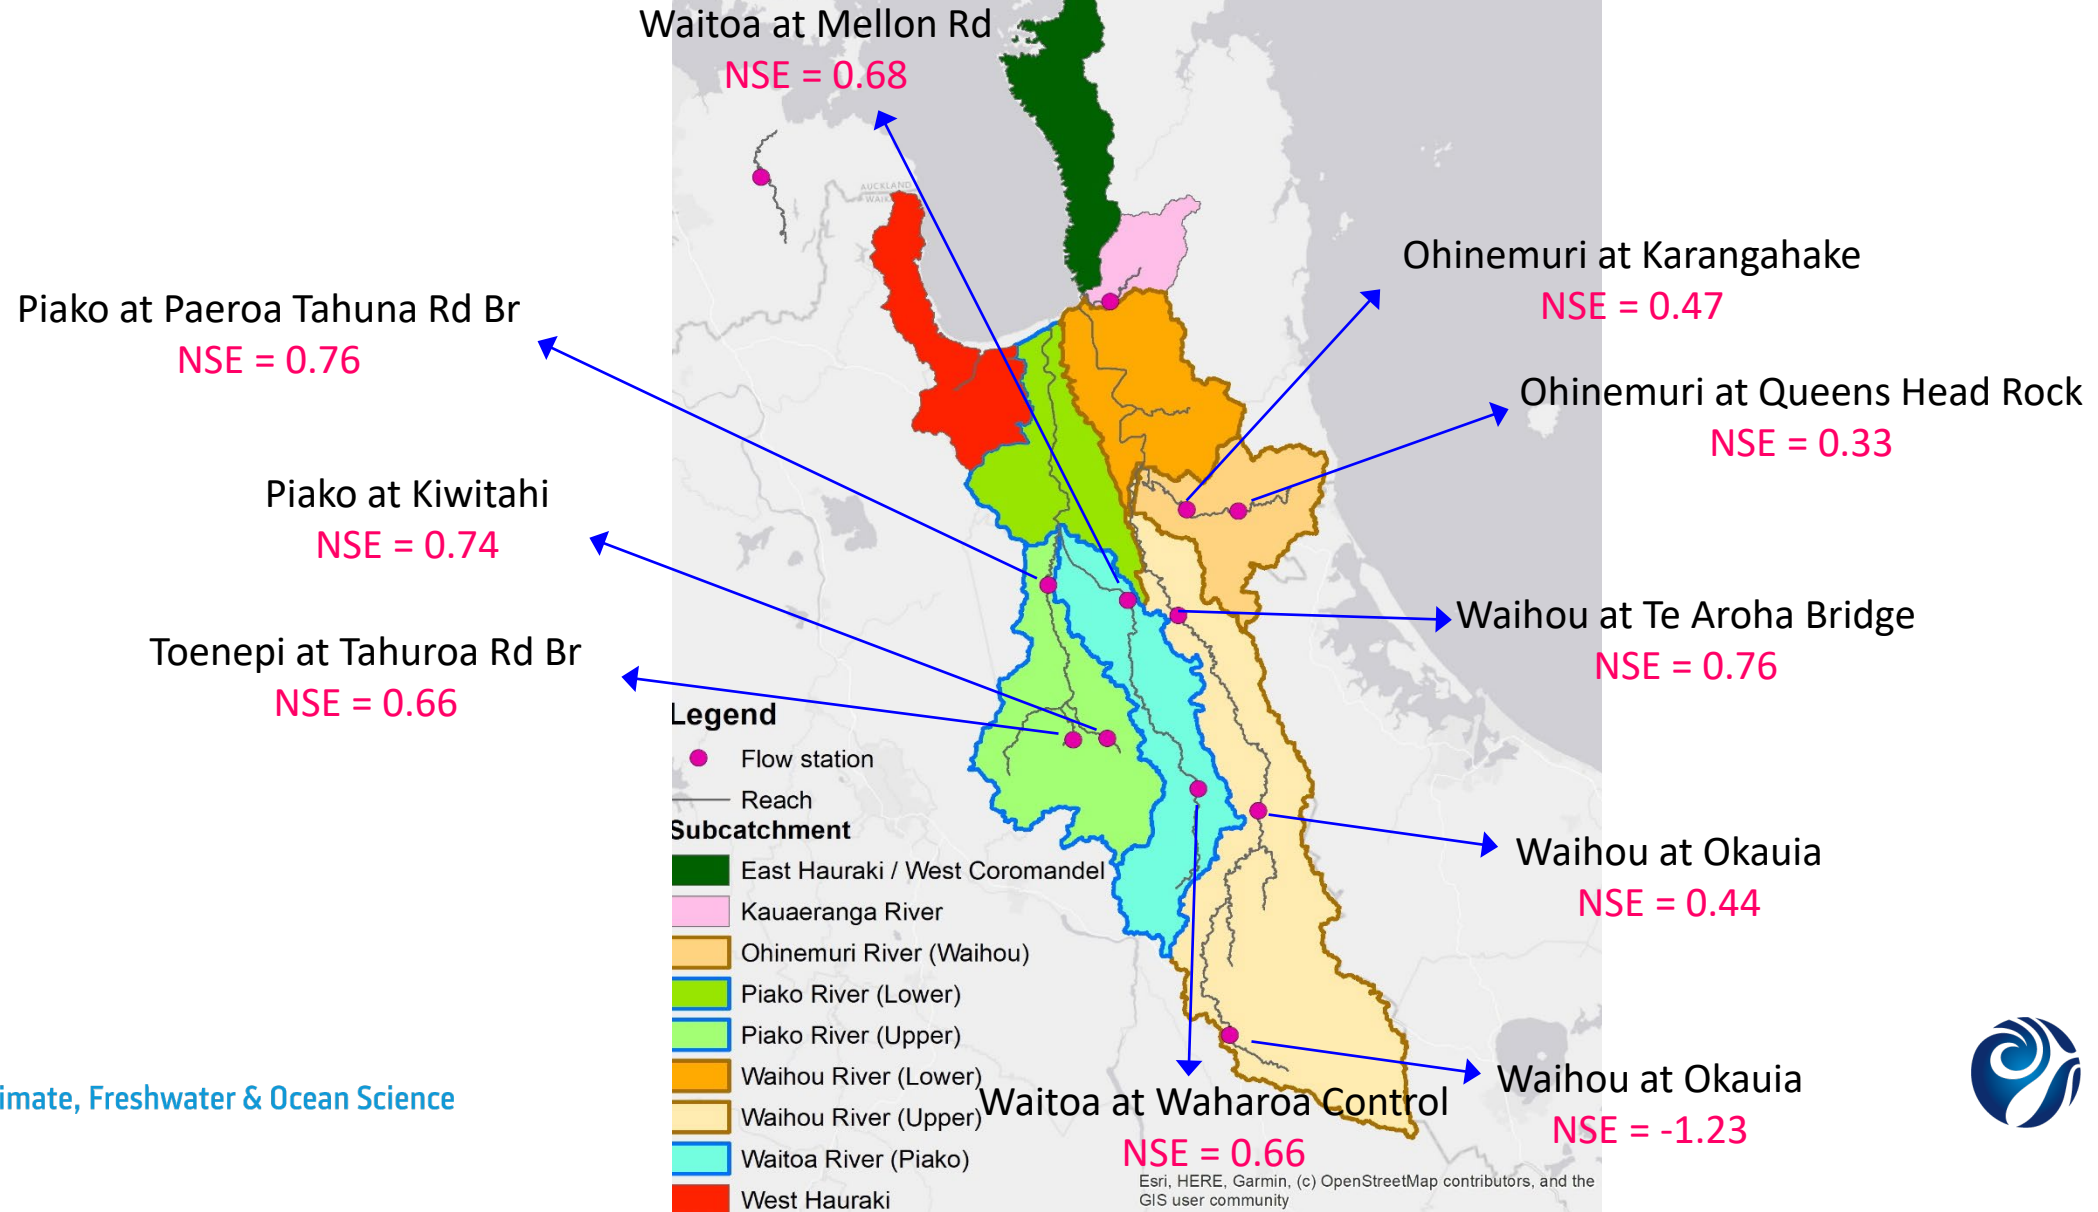 Waitoa at Mellon Rd
NSE = 0.68
AUCKLAND
Ohinemuri at Karangahake
NSE = 0.47
Piako at Paeroa Tahuna Rd Br
NSE = 0.76
Ohinemuri at Queens Head Rock
NSE = 0.33
Piako at Kiwitahi
NSE = 0.74
Waihou at Te Aroha Bridge
NSE = 0.76
Toenepi at Tahuroa Rd Br
NSE = 0.66
Legend
Flow station
Reach
Subcatchment
East Hauraki / West Coromandel
Kauaeranga River
Ohinemuri River (Waihou)
Piako River (Lower)
Piako River (Upper)
Waihou River (Lower)
Waihou River (Upper)
Waitoa River (Piako)
West Hauraki
Waihou at Okauia
NSE = 0.44
Waihou at Okauia
NSE = -1.23
Waitoa at Waharoa Control
NSE = 0.66
imate, Freshwater & Ocean Science
Esri, HERE, Garmin, (c) OpenStreetMap contributors, and the
GIS user community